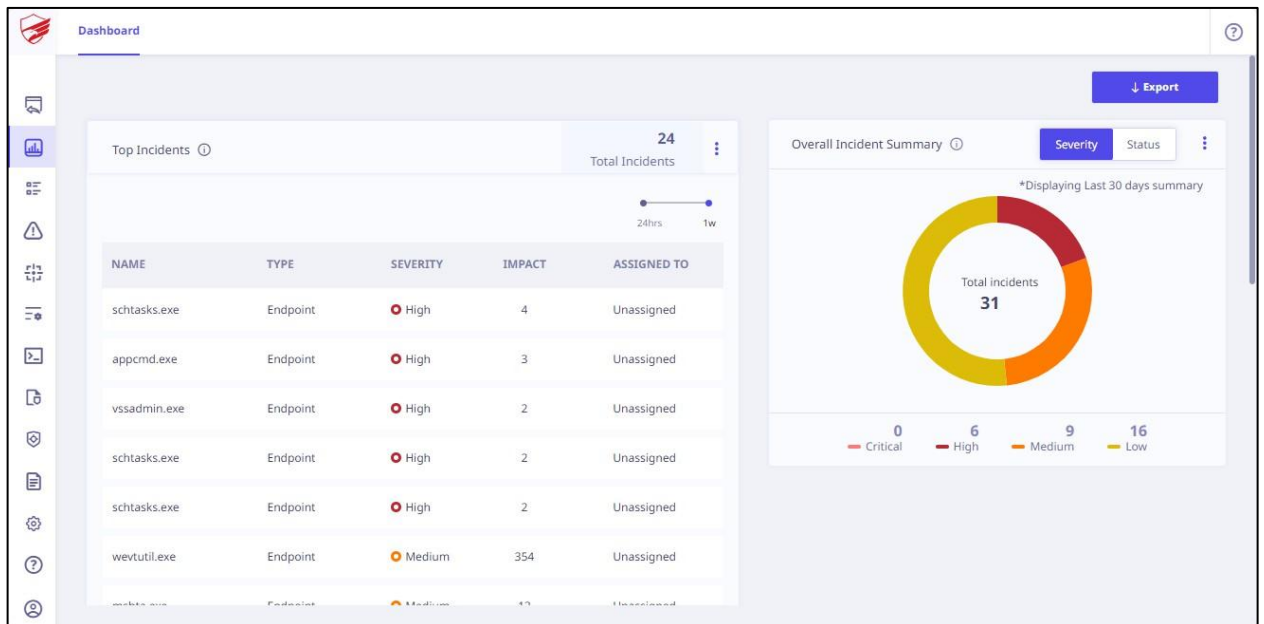 Dashboard
↓ Export
Top Incidents
24
Total Incidents
24hrs 1w
NAME TYPE SEVERITY IMPACT ASSIGNED TO
schtasks.exe Endpoint High 4 Unassigned
appcmd.exe Endpoint High 3 Unassigned
vssadmin.exe Endpoint High 2 Unassigned
schtasks.exe Endpoint High 2 Unassigned
schtasks.exe Endpoint High 2 Unassigned
wevtutil.exe Endpoint Medium 354 Unassigned
Endpoint Medium Unassigned
Overall Incident Summary Severity Status
*Displaying Last 30 days summary
Total incidents
31
0 6 9 16
Critical High Medium Low